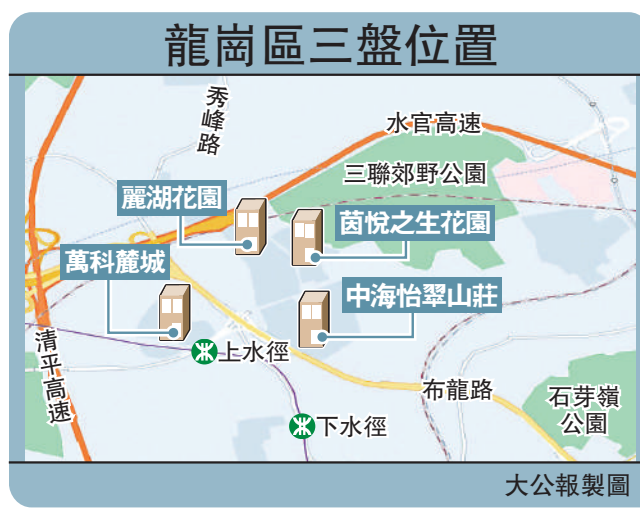 龍崗區三盤位置
秀峰路
水官高速
三聯郊野公園
麗湖花園
茵悅之生花園
萬科麓城
中海怡翠山莊
清平高速
上水徑
布龍路
石芽嶺
公園
下水徑
大公報製圖